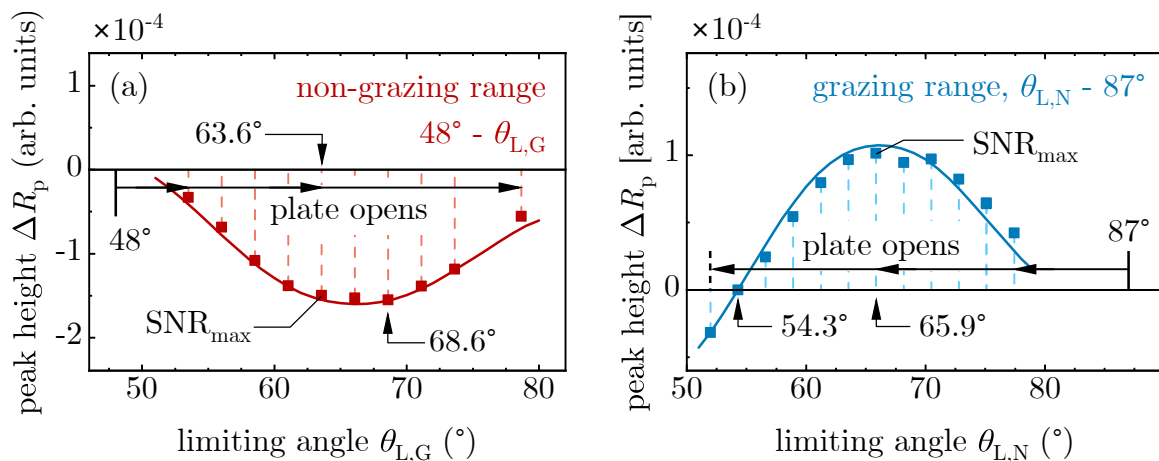 ×10⁻⁴
peak height ΔRₚ (arb. units)
1
0
-1
-2
(a)
non-grazing range
48° - θ_L,G
63.6°
plate opens
48°
SNR_max
68.6°
50
60
70
80
limiting angle θ_L,G (°)
×10⁻⁴
peak height ΔRₚ [arb. units]
1
0
(b)
grazing range, θ_L,N - 87°
SNR_max
plate opens
87°
54.3°
65.9°
50
60
70
80
limiting angle θ_L,N (°)